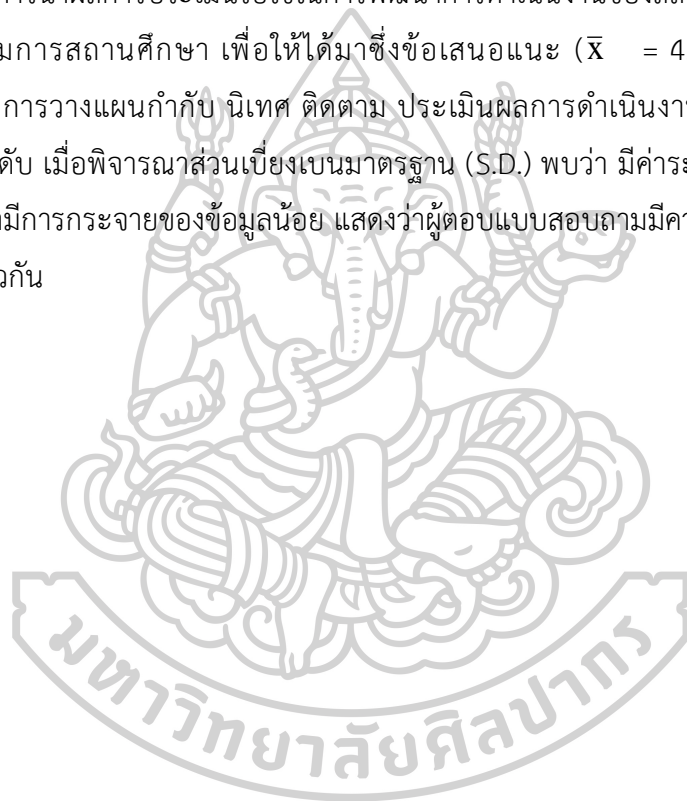 มการสถานศึกษา เพื่อให้ได้มาซึ่งข้อเสนอแนะ (x̄ = 4
การวางแผนกำกับ นิเทศ ติดตาม ประเมินผลการดำเนินงาน
ดับ เมื่อพิจารณาส่วนเบี่ยงเบนมาตรฐาน (S.D.) พบว่า มีค่าระ
มีการกระจายของข้อมูลน้อย แสดงว่าผู้ตอบแบบสอบถามมีคว
วกัน
มหาวิทยาลัยศิลปากร